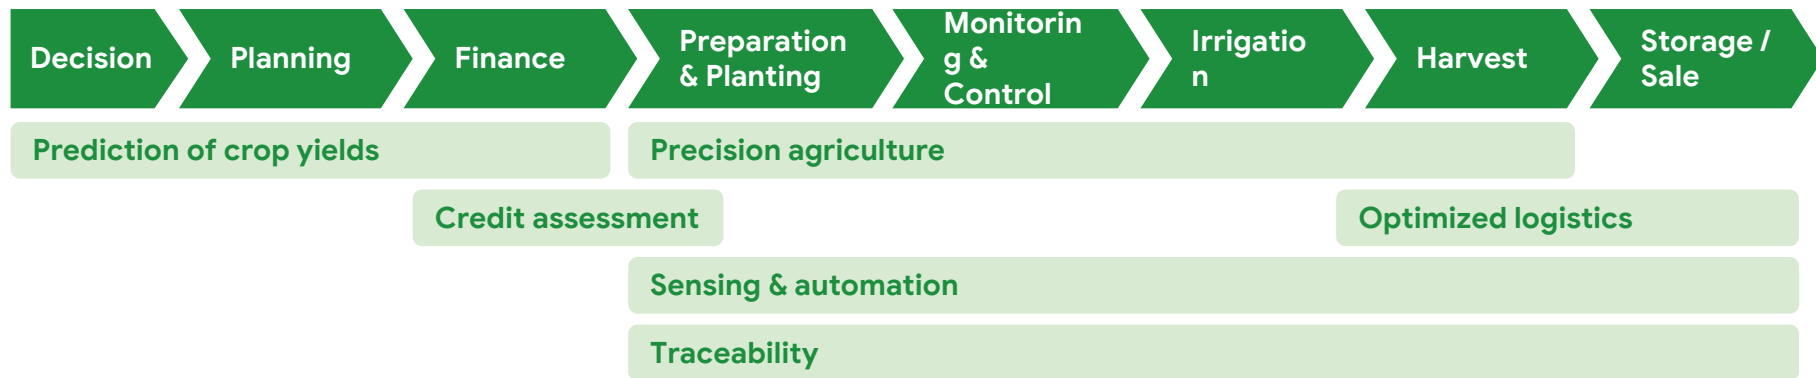 Decision
Planning
Finance
Preparation
& Planting
Monitorin
g &
Control
Irrigatio
n
Harvest
Storage /
Sale
Prediction of crop yields
Precision agriculture
Credit assessment
Optimized logistics
Sensing & automation
Traceability